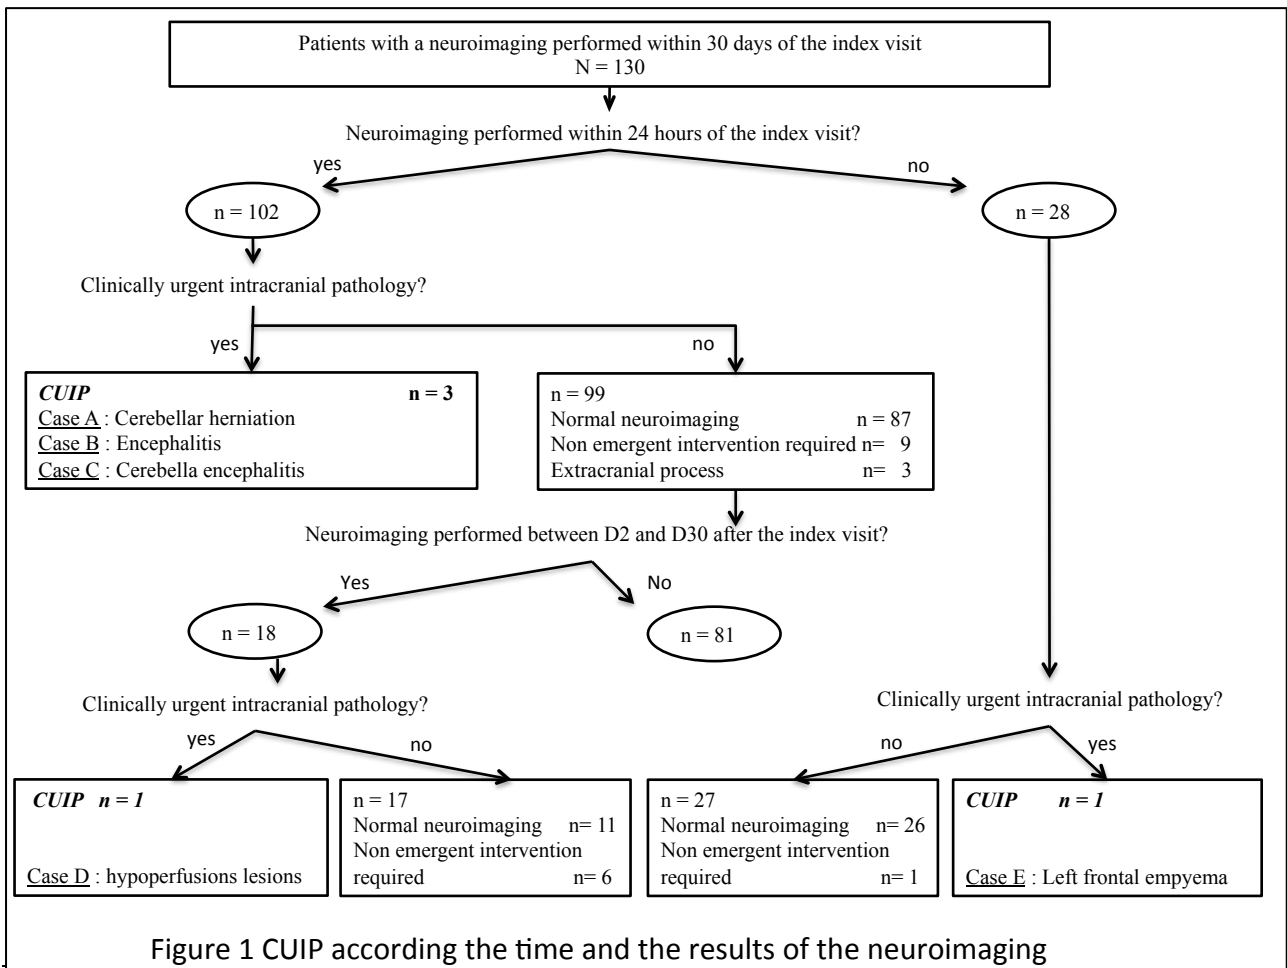 Patients with a neuroimaging performed within 30 days of the index visit
N = 130
Neuroimaging performed within 24 hours of the index visit?
yes
no
n = 102
n = 28
Clinically urgent intracranial pathology?
yes
no
CUIP n = 3
Case A : Cerebellar herniation
Case B : Encephalitis
Case C : Cerebella encephalitis
n = 99
Normal neuroimaging n = 87
Non emergent intervention required n= 9
Extracranial process n= 3
Neuroimaging performed between D2 and D30 after the index visit?
Yes
No
n = 18
n = 81
Clinically urgent intracranial pathology?
yes
no
Clinically urgent intracranial pathology?
no
yes
CUIP n = 1
Case D : hypoperfusions lesions
n = 17
Normal neuroimaging n= 11
Non emergent intervention
required n= 6
n = 27
Normal neuroimaging n= 26
Non emergent intervention
required n= 1
CUIP n = 1
Case E : Left frontal empyema
Figure 1 CUIP according the time and the results of the neuroimaging